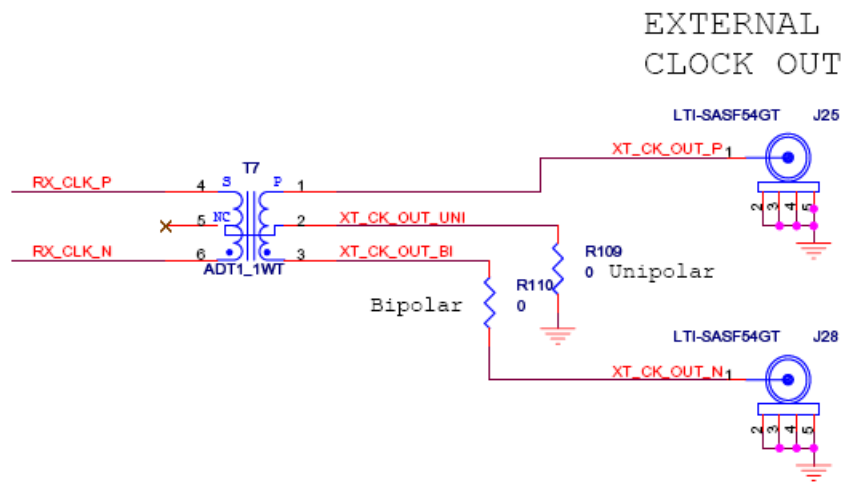 EXTERNAL
CLOCK OUT
LTI-SASF54GT J25
XT_CK_OUT_P 1
2 3 4 5
T7
RX_CLK_P 4 S P 1
5 NC 2 XT_CK_OUT_UNI
RX_CLK_N 6 3 XT_CK_OUT_BI
ADT1_1WT
R109
0 Unipolar
R110
Bipolar 0
LTI-SASF54GT J28
XT_CK_OUT_N 1
2 3 4 5